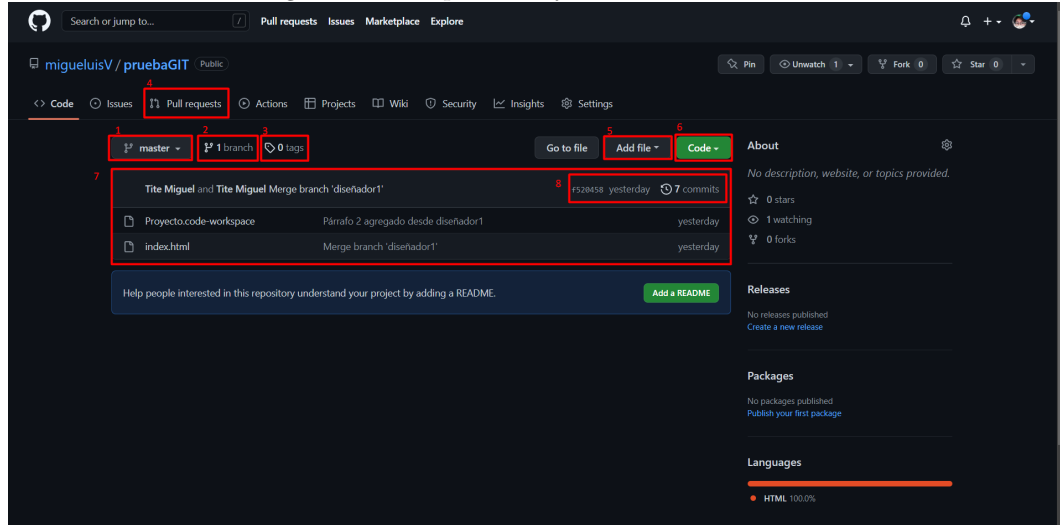 Search or jump to... / Pull requests Issues Marketplace Explore
migueluisV / pruebaGIT Public Pin Unwatch 1 Fork 0 Star 0
4
<> Code Issues Pull requests Actions Projects Wiki Security Insights Settings
1 2 3 5 6
master 1 branch 0 tags Go to file Add file Code
About
No description, website, or topics provided.
0 stars
1 watching
0 forks
7
Tite Miguel and Tite Miguel Merge branch 'diseñador1' 8 f520458 yesterday 7 commits
Proyecto.code-workspace Párrafo 2 agregado desde diseñador1 yesterday
index.html Merge branch 'diseñador1' yesterday
Help people interested in this repository understand your project by adding a README. Add a README
Releases
No releases published
Create a new release
Packages
No packages published
Publish your first package
Languages
HTML 100.0%